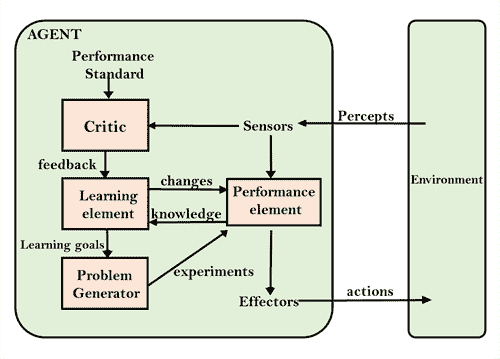 AGENT
Performance
Standard
Critic
Sensors
Percepts
feedback
changes
Learning
element
Performance
element
knowledge
Environment
Learning goals
Problem
Generator
experiments
Effectors
actions